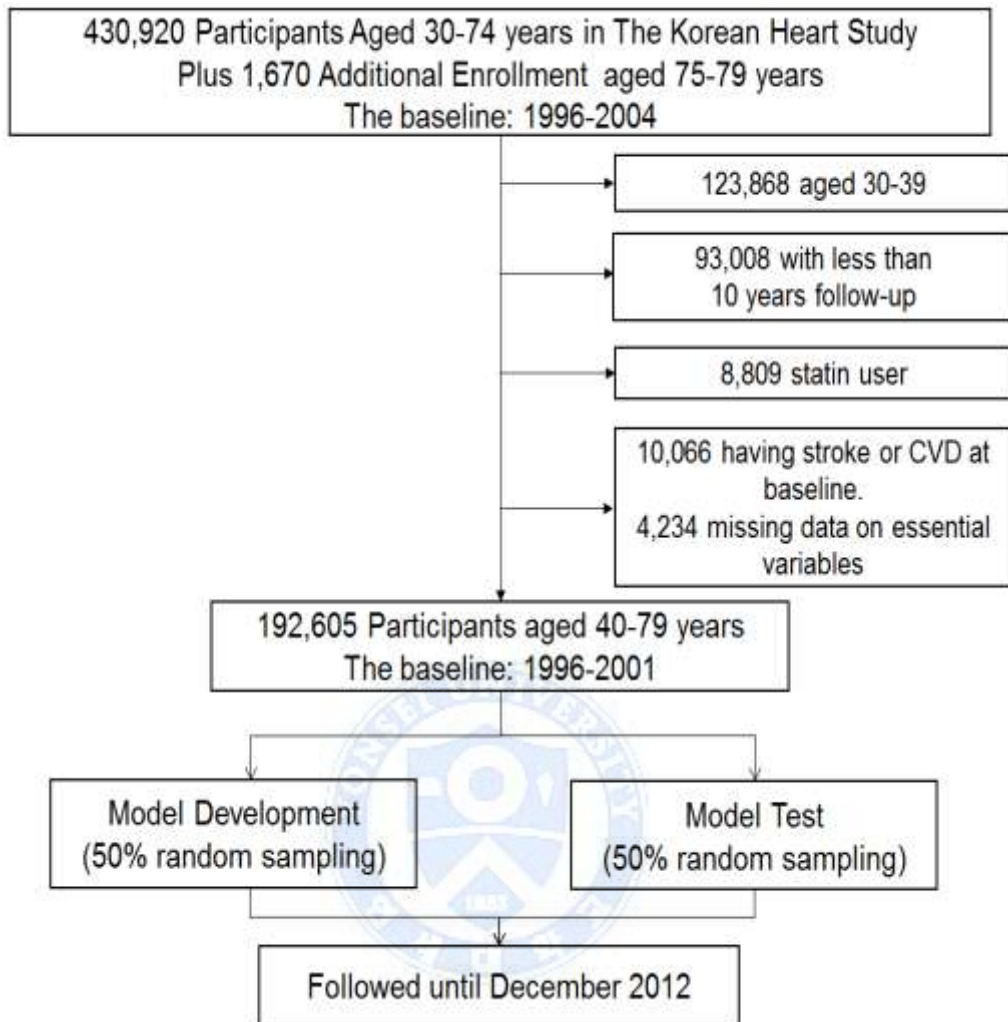 430,920 Participants Aged 30-74 years in The Korean Heart Study
Plus 1,670 Additional Enrollment aged 75-79 years
The baseline: 1996-2004
123,868 aged 30-39
93,008 with less than
10 years follow-up
8,809 statin user
10,066 having stroke or CVD at
baseline.
4,234 missing data on essential
variables
192,605 Participants aged 40-79 years
The baseline: 1996-2001
Model Development
(50% random sampling)
Model Test
(50% random sampling)
Followed until December 2012